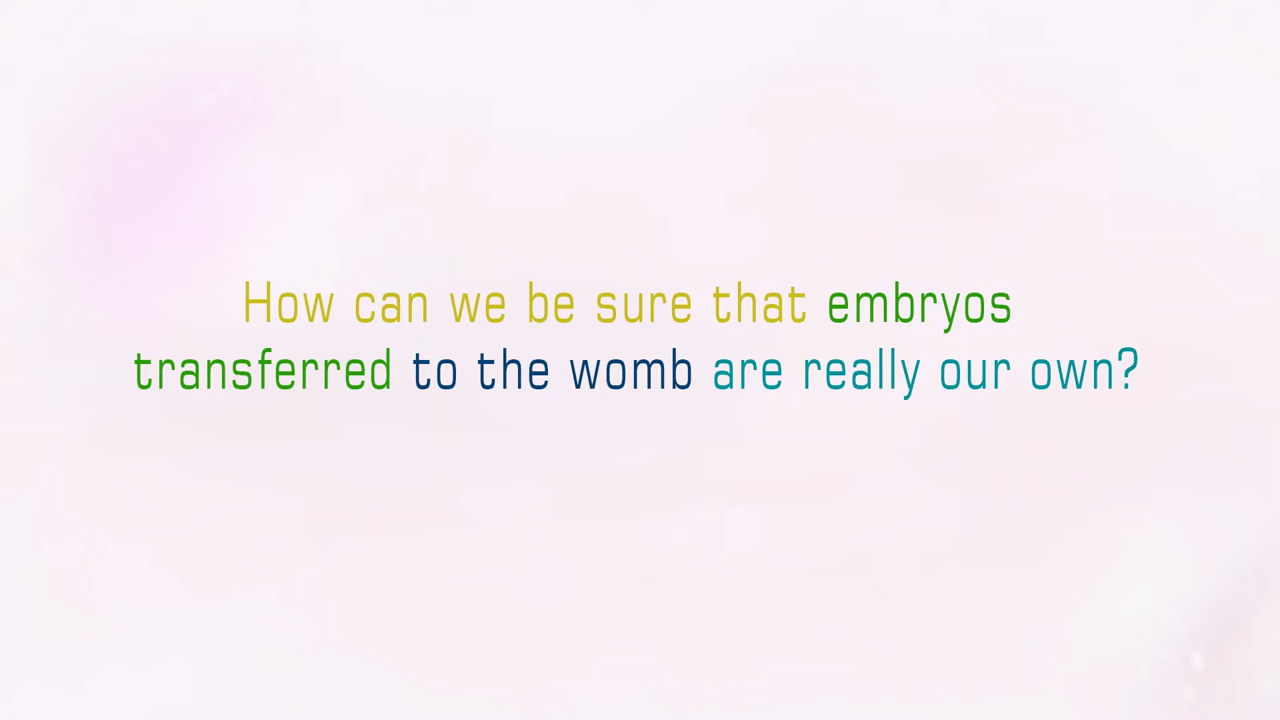 How can we be sure that embryos
transferred to the womb are really our own?